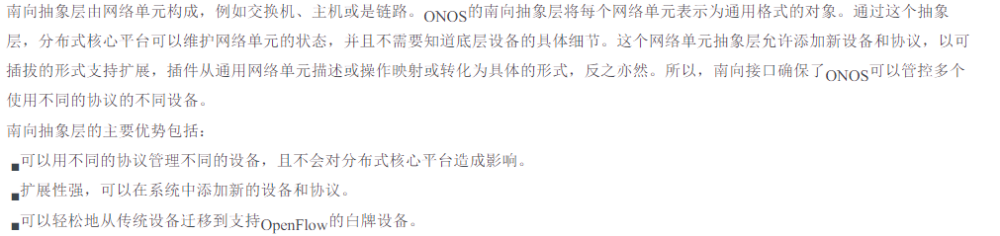 南向抽象层由网络单元构成，例如交换机、主机或是链路。ONOS的南向抽象层将每个网络单元表示为通用格式的对象。通过这个抽象
层，分布式核心平台可以维护网络单元的状态，并且不需要知道底层设备的具体细节。这个网络单元抽象层允许添加新设备和协议，以可
插拔的形式支持扩展，插件从通用网络单元描述或操作映射或转化为具体的形式，反之亦然。所以，南向接口确保了ONOS可以管控多个
使用不同的协议的不同设备。
南向抽象层的主要优势包括：
■可以用不同的协议管理不同的设备，且不会对分布式核心平台造成影响。
■扩展性强，可以在系统中添加新的设备和协议。
■可以轻松地从传统设备迁移到支持OpenFlow的白牌设备。